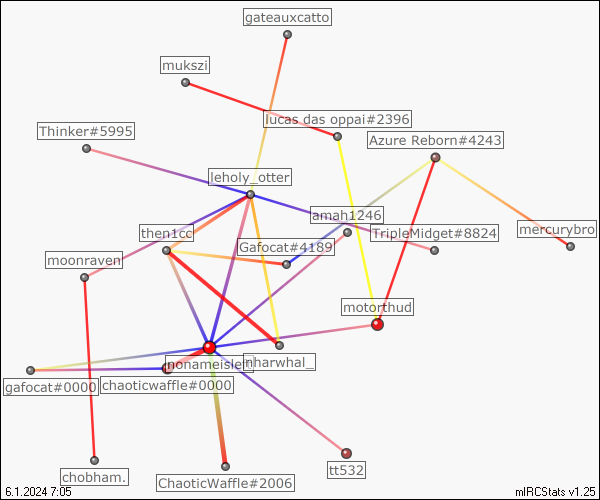 gateauxcatto
mukszi
lucas das oppai#2396
Thinker#5995
Azure Reborn#4243
leholy_otter
amah1246
then1cc
TripleMidget#8824
mercurybro
Gafocat#4189
moonraven
motorthud
nharwhal_
gafocat#0000
chaoticwaffle#0000
tt532
chobham.
ChaoticWaffle#2006
6.1.2024 7:05
mIRCStats v1.25